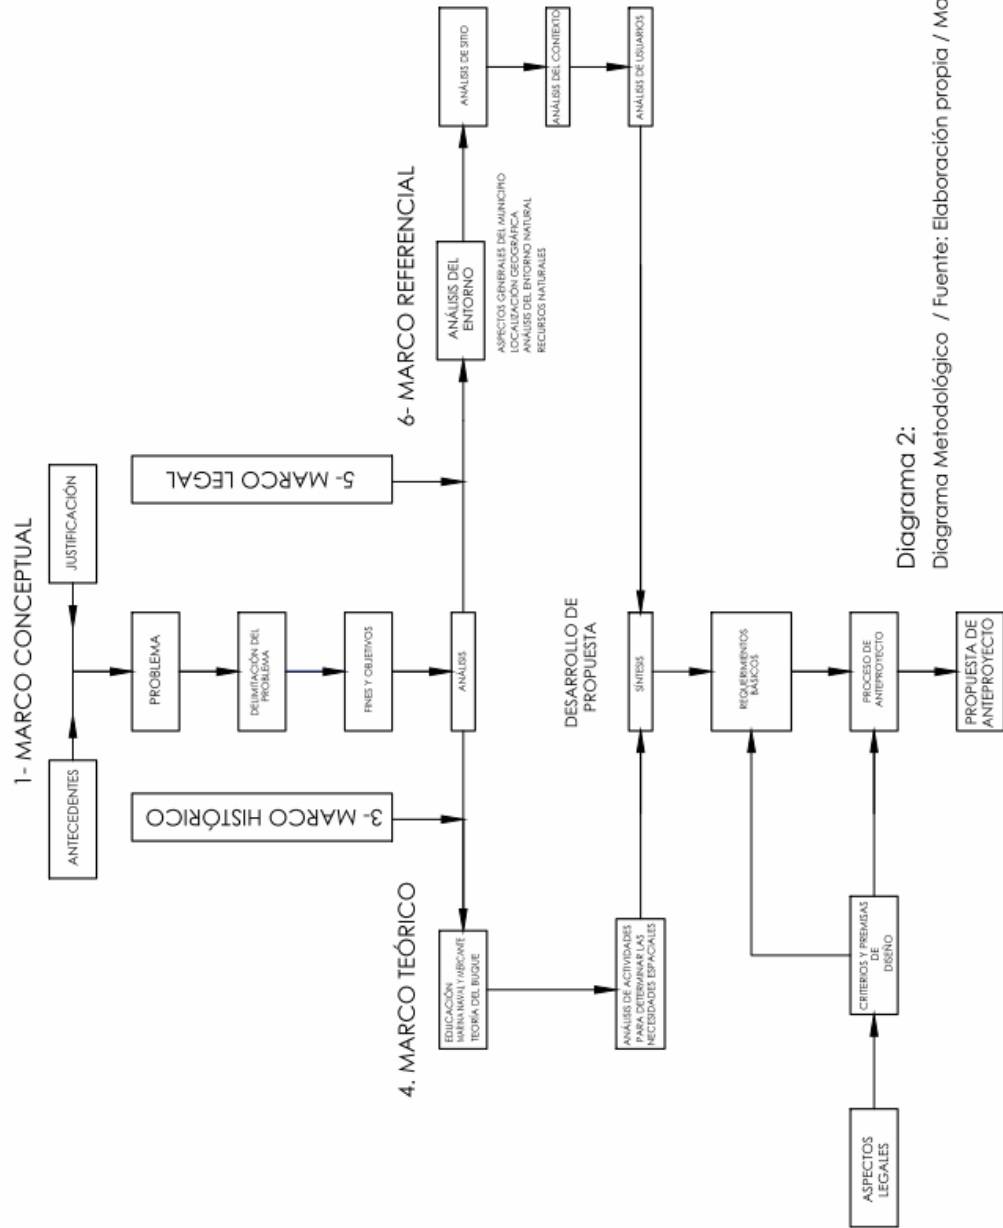 1- MARCO CONCEPTUAL
ANTECEDENTES
JUSTIFICACIÓN
PROBLEMA
DELIMITACIÓN DEL
PROBLEMA
FINES Y OBJETIVOS
3- MARCO HISTÓRICO
5- MARCO LEGAL
ANÁLISIS
4. MARCO TEÓRICO
EDUCACIÓN
MARINA NAVAL Y MERCANTE
TEORÍA DEL BUQUE
6- MARCO REFERENCIAL
ANÁLISIS DEL
ENTORNO
ASPECTOS GENERALES DEL MUNICIPIO
LOCALIZACIÓN GEOGRÁFICA
ANÁLISIS DEL ENTORNO NATURAL
RECURSOS NATURALES
ANÁLISIS DE SITIO
ANÁLISIS DEL CONTEXTO
ANÁLISIS DE USUARIOS
ANÁLISIS DE ACTIVIDADES
PARA DETERMINAR LAS
NECESIDADES ESPACIALES
DESARROLLO DE
PROPUESTA
SÍNTESIS
REQUERIMIENTOS
BÁSICOS
ASPECTOS
LEGALES
CRITERIOS Y PREMISAS
DE
DISEÑO
PROCESO DE
ANTEPROYECTO
PROPUESTA DE
ANTEPROYECTO
Diagrama 2:
Diagrama Metodológico / Fuente: Elaboración propia /